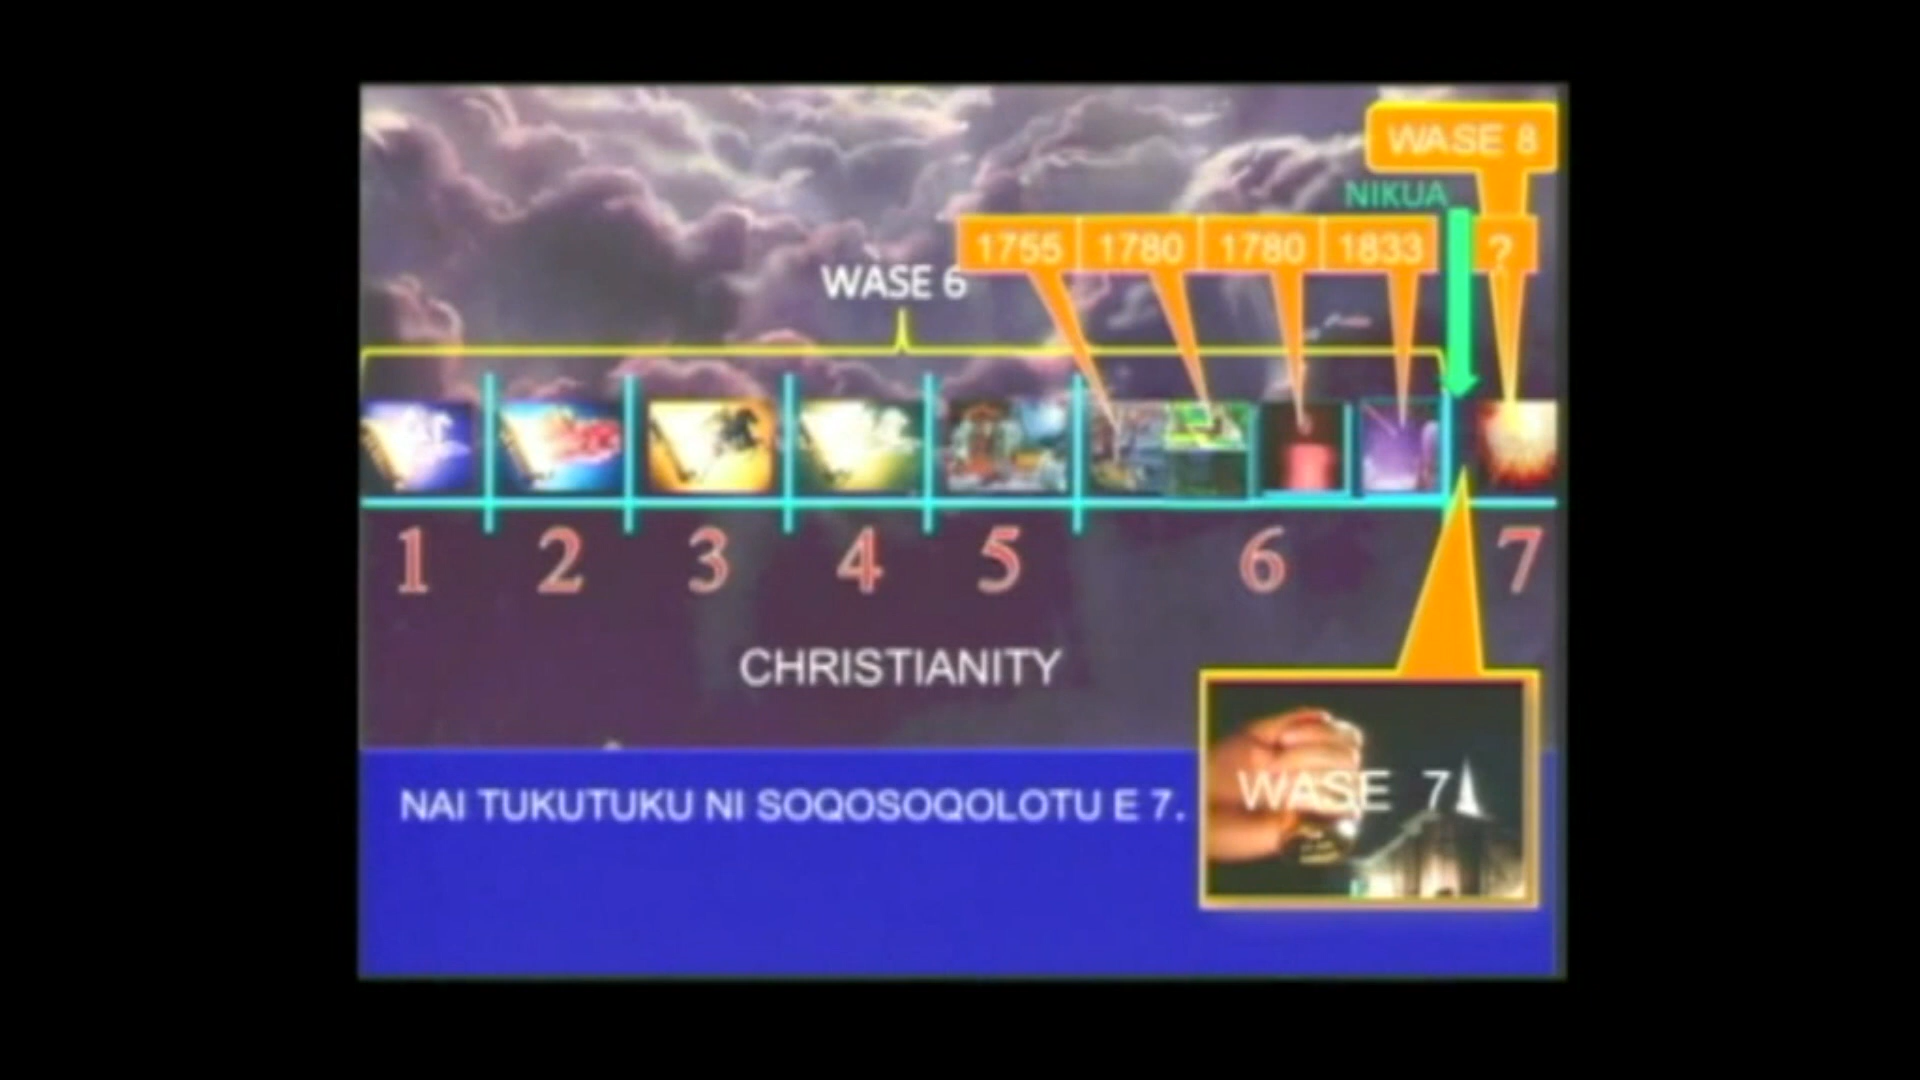 WASE 8
NIKUA
1755 1780 1780 1833 ?
WASE 6
1 2 3 4 5 6 7
CHRISTIANITY
WASE 7
NAI TUKUTUKU NI SOQOSOQOLOTU E 7.